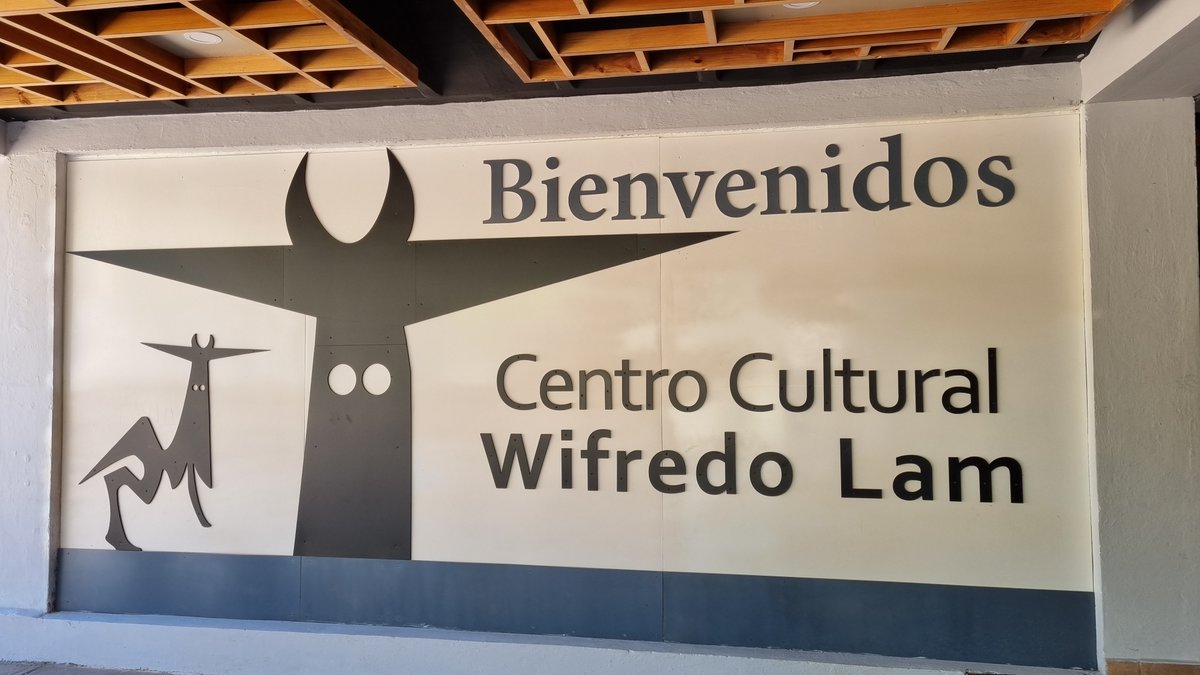 Bienvenidos
Centro Cultural
Wifredo Lam